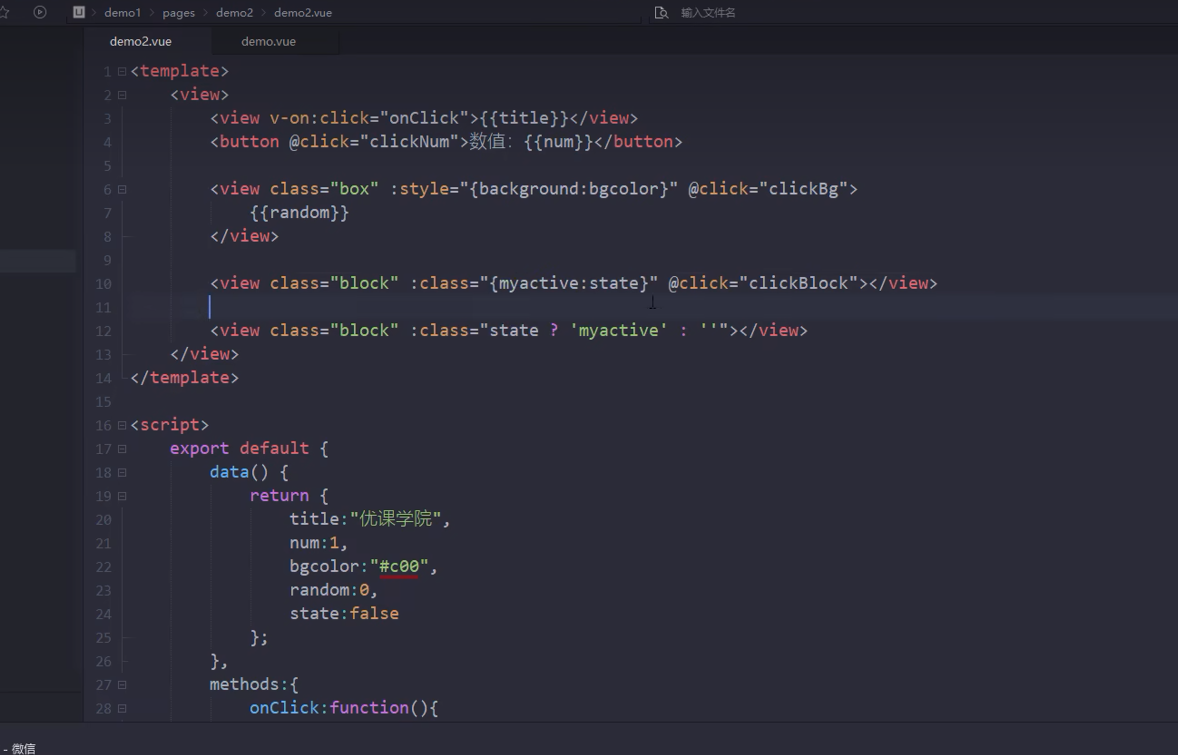 U demo1 > pages > demo2 > demo2.vue 输入文件名
demo2.vue demo.vue
1 <template>
2 <view>
3 <view v-on:click="onClick">{{title}}</view>
4 <button @click="clickNum">数值：{{num}}</button>
5
6 <view class="box" :style="{background:bgcolor}" @click="clickBg">
7 {{random}}
8 </view>
9
10 <view class="block" :class="{myactive:state}" @click="clickBlock"></view>
11
12 <view class="block" :class="state ? 'myactive' : ''"></view>
13 </view>
14 </template>
15
16 <script>
17 export default {
18 data() {
19 return {
20 title:"优课学院",
21 num:1,
22 bgcolor:"#c00",
23 random:0,
24 state:false
25 };
26 },
27 methods:{
28 onClick:function(){
- 微信